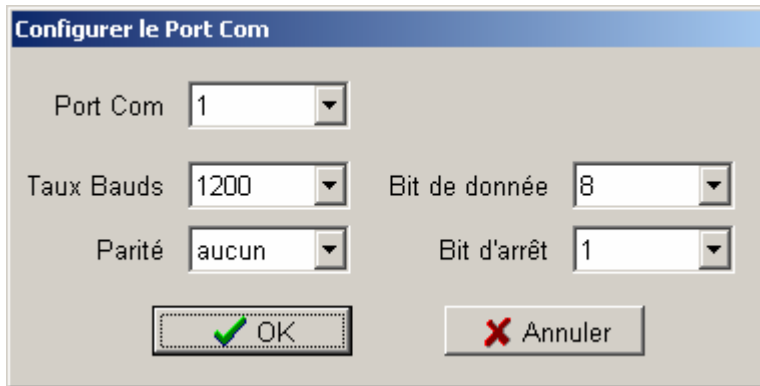 Configurer le Port Com
Port Com 1
Taux Bauds 1200 Bit de donnée 8
Parité aucun Bit d'arrêt 1
OK Annuler